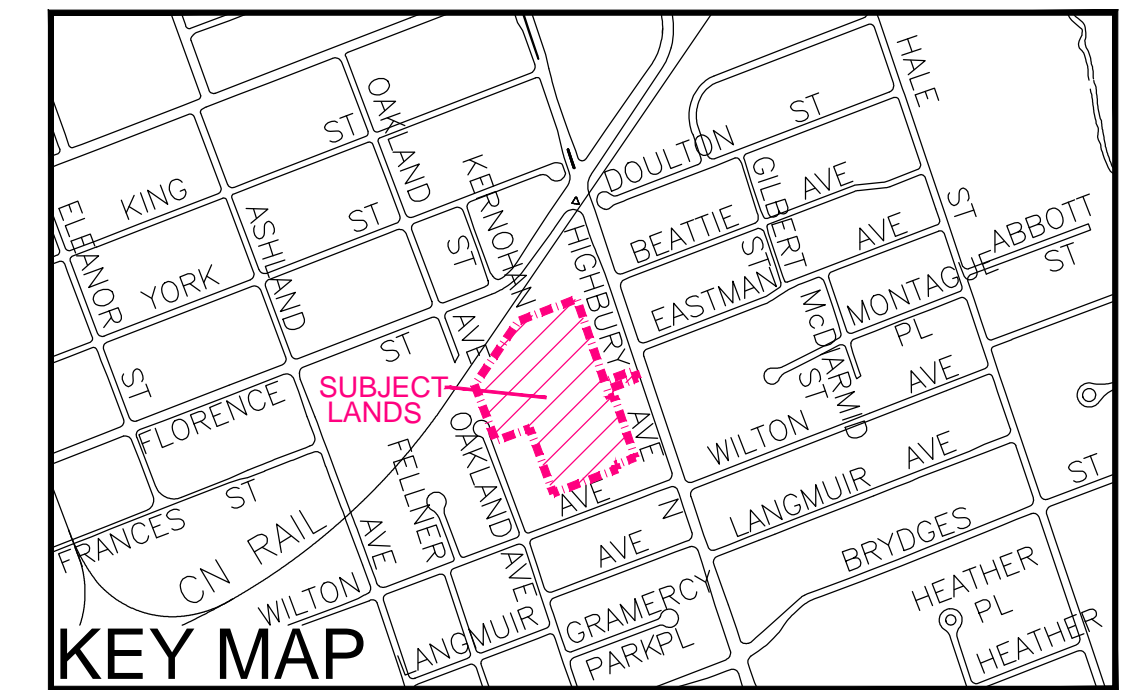 HALE
ST
OAKLAND
ST
DOULTON
KERNOHAN
GILBERT
AVE
KING
ELEANOR
ASHLAND
ST
ST
ABBOTT
ST
BEATTIE
AVE
ST
ST
HIGHBURY
YORK
EASTMAN
McDARMID
MONTAGUE
PL
AVE
ST
ST
SUBJECT
LANDS
ST
AVE
FLORENCE
OAKLAND
FELLNER
AVE
WILTON
AVE
ST
ST
LANGMUIR
AVE
N
FRANCES
CN RAIL
AVE
AVE
BRYDGES
AVE
WILTON
HEATHER
PL
GRAMERCY
LANGMUIR
PARK
PL
HEATHER
KEY MAP